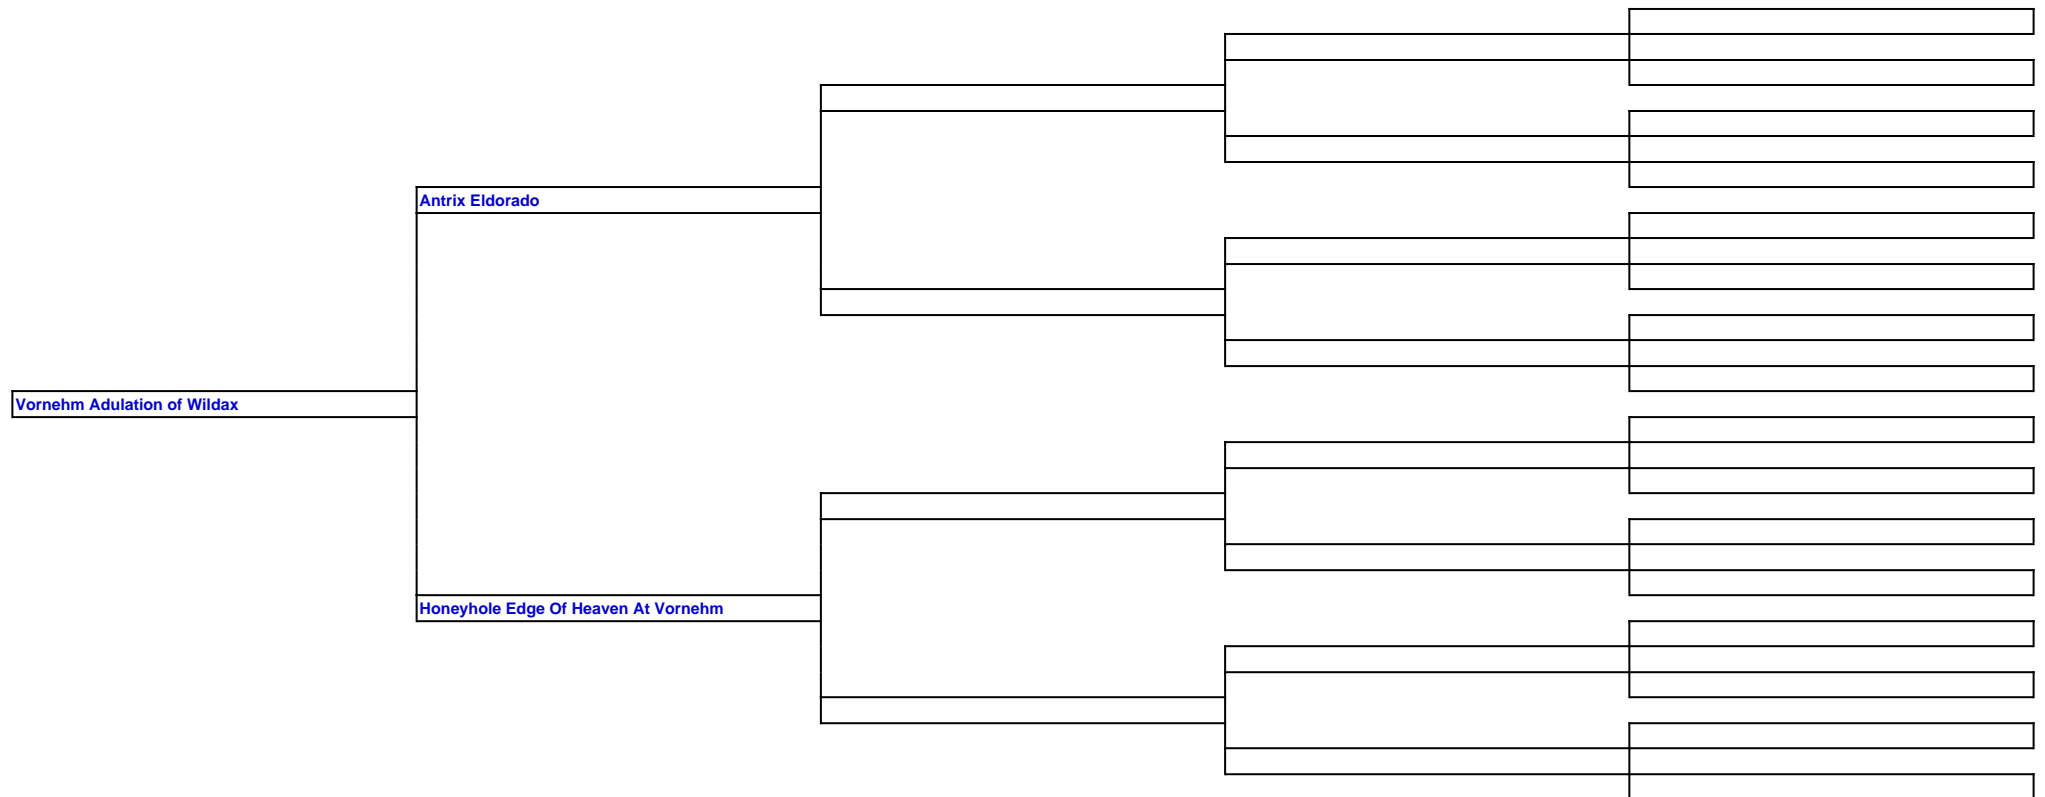 Antrix Eldorado
Vornehm Adulation of Wildax
Honeyhole Edge Of Heaven At Vornehm